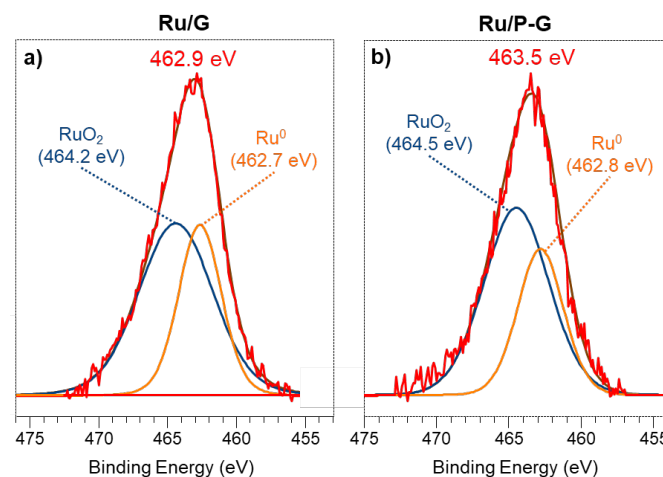 Ru/G
Ru/P-G
a)
462.9 eV
RuO₂
(464.2 eV)
Ru⁰
(462.7 eV)
b)
463.5 eV
RuO₂
(464.5 eV)
Ru⁰
(462.8 eV)
475 470 465 460 455
475 470 465 460 455
Binding Energy (eV)
Binding Energy (eV)